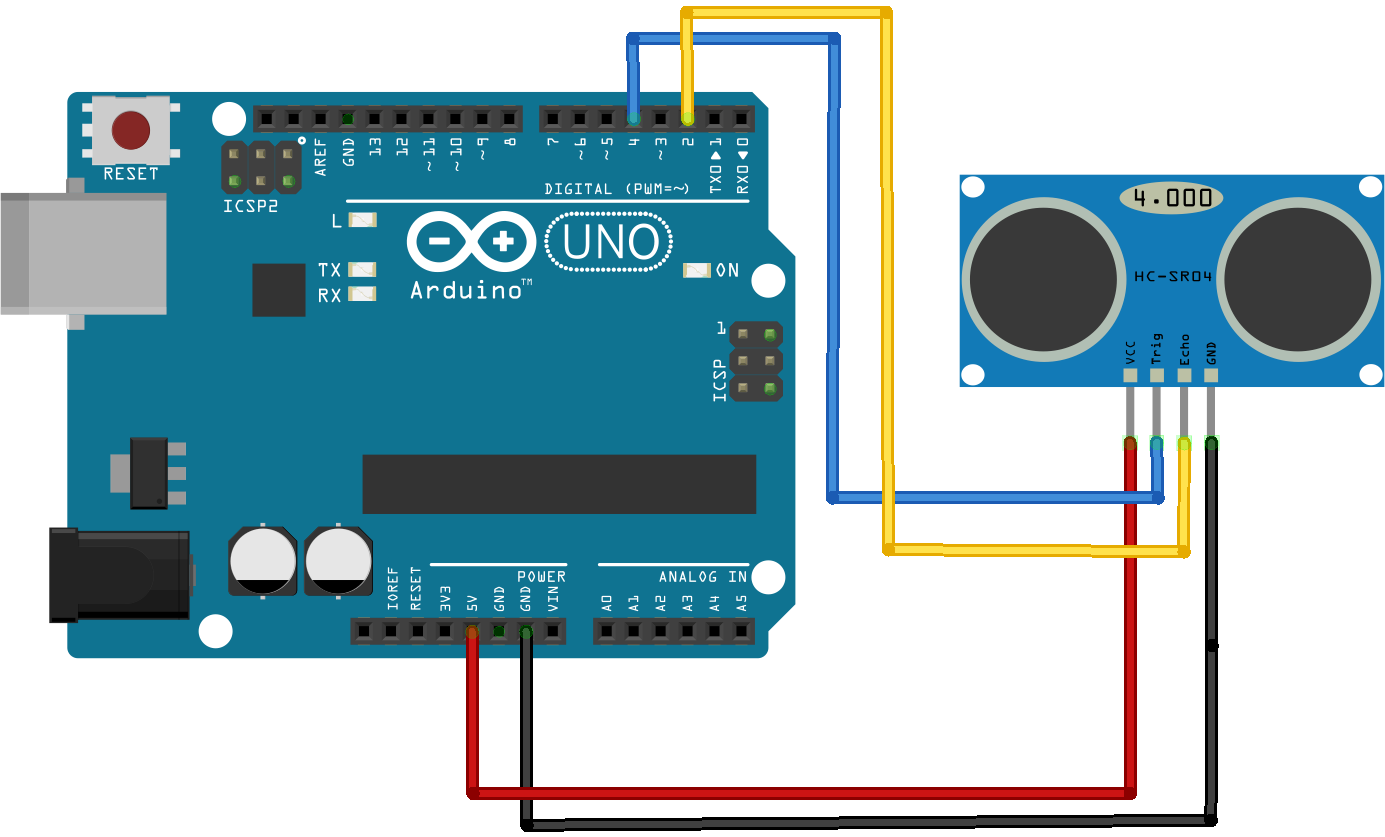 RESET
ICSP2
AREF
GND
13
12
~11
~10
~9
8
7
~6
~5
4
~3
2
TX0▶1
RX0◀0
DIGITAL (PWM=~)
L
TX
RX
UNO
Arduino™
ON
1
ICSP
4.000
HC-SR04
VCC
Trig
Echo
GND
POWER
ANALOG IN
IOREF
RESET
3V3
5V
GND
GND
VIN
A0
A1
A2
A3
A4
A5